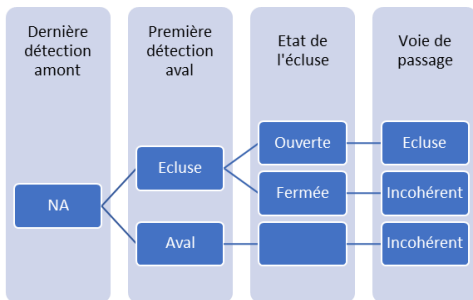 Dernière
détection
amont
Première
détection
aval
Etat de
l'écluse
Voie de
passage
NA
Ecluse
Aval
Ouverte
Fermée
Ecluse
Incohérent
Incohérent